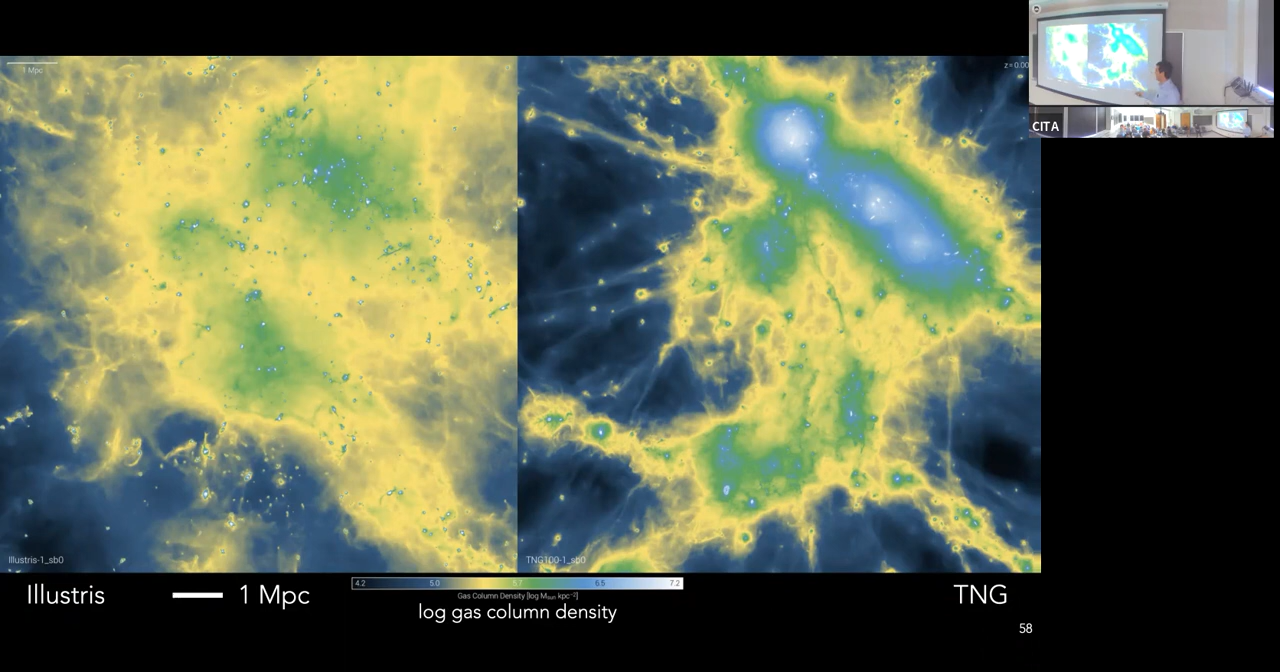 1 Mpc
z=0.00
CITA
Illustris-1_sb0
TNG100-1_sb0
4.2 5.0 5.7 6.5 7.2
Gas Column Density [log Msun kpc⁻²]
Illustris
1 Mpc
log gas column density
TNG
58